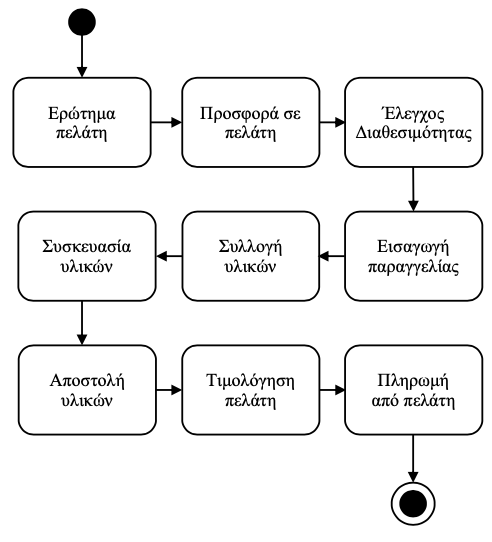 Ερώτημα
πελάτη
Προσφορά σε
πελάτη
Έλεγχος
Διαθεσιμότητας
Εισαγωγή
παραγγελίας
Συλλογή
υλικών
Συσκευασία
υλικών
Αποστολή
υλικών
Τιμολόγηση
πελάτη
Πληρωμή
από πελάτη